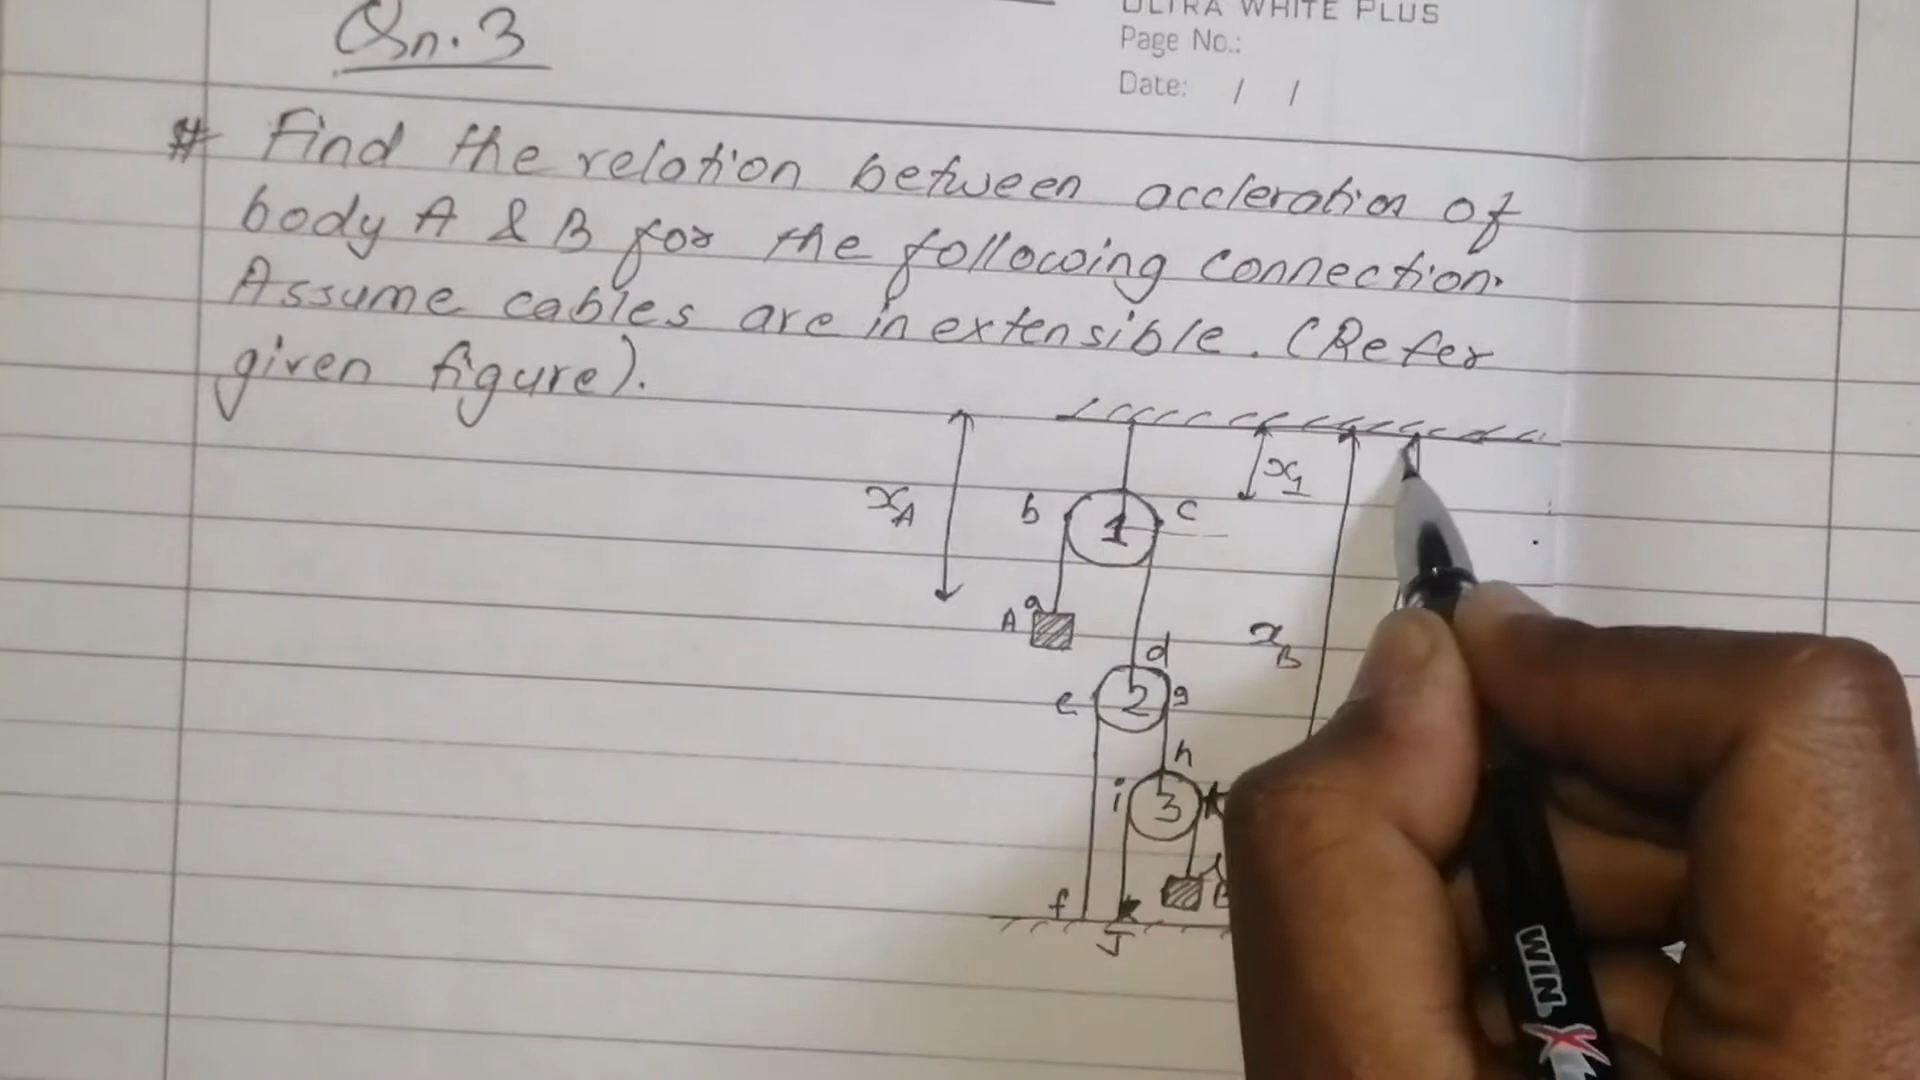 ULTRA WHITE PLUS
Page No.:
Date: / /
Qn. 3
# Find the relation between accleration of
body A & B for the following connection.
Assume cables are inextensible. (Refer
given figure).
x1
xA
b
1
c
a
A
xB
d
e
2
g
h
i
3
f
J
WIN